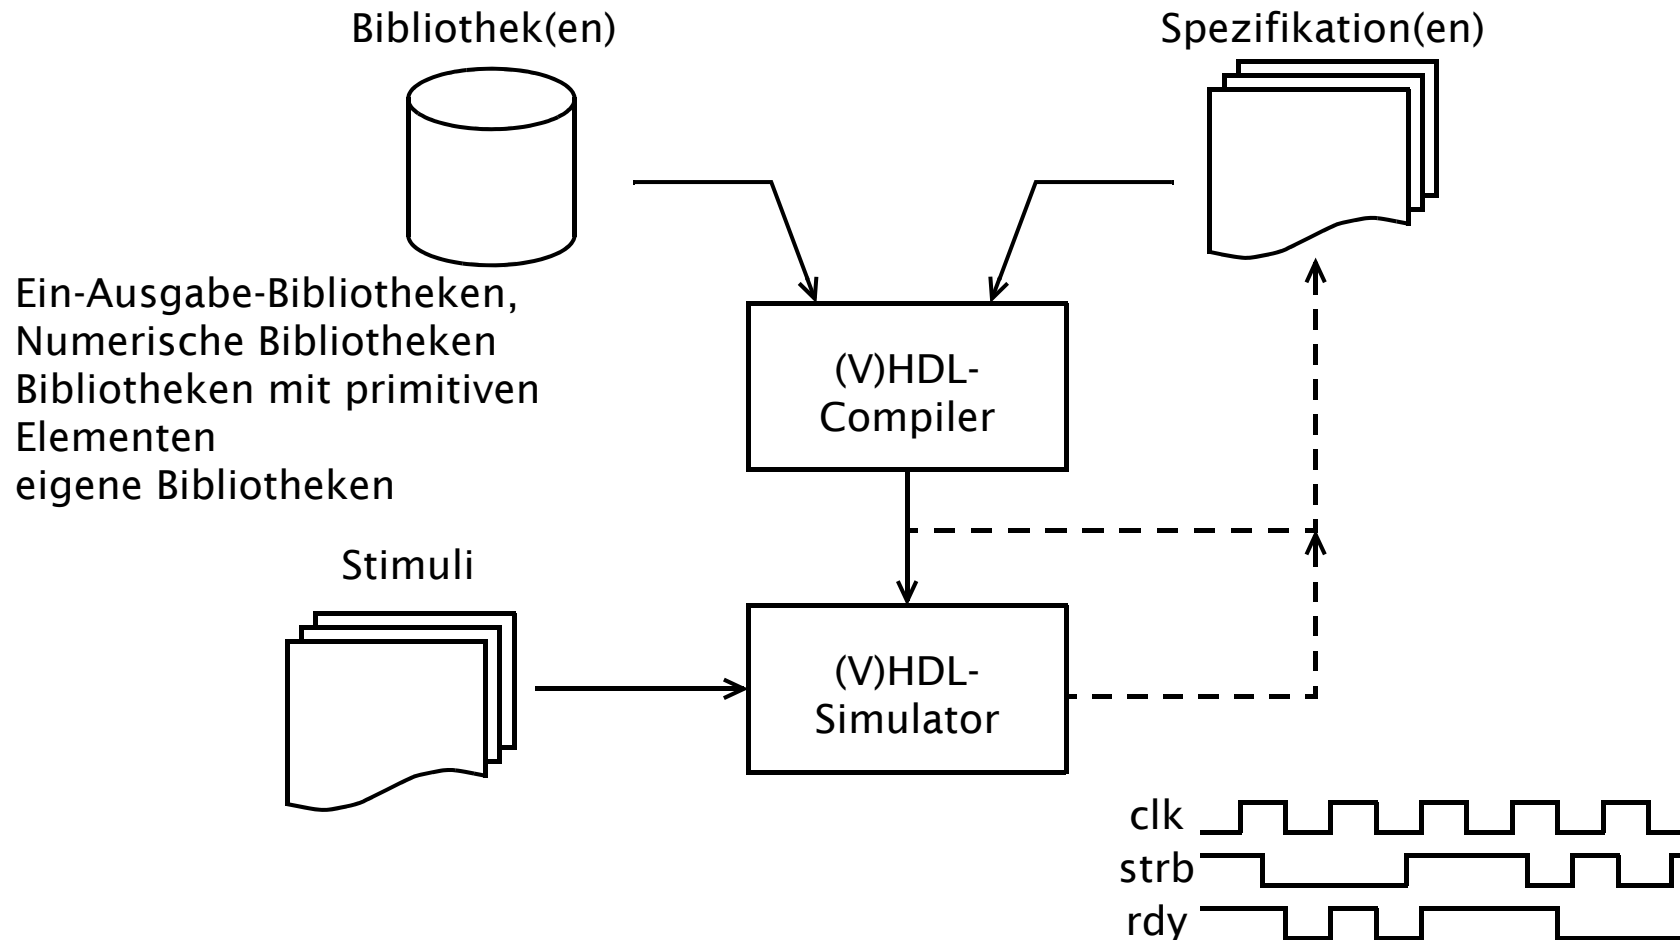 Bibliothek(en)
Spezifikation(en)
Ein-Ausgabe-Bibliotheken,
Numerische Bibliotheken
Bibliotheken mit primitiven
Elementen
eigene Bibliotheken
(V)HDL-
Compiler
Stimuli
(V)HDL-
Simulator
clk
strb
rdy